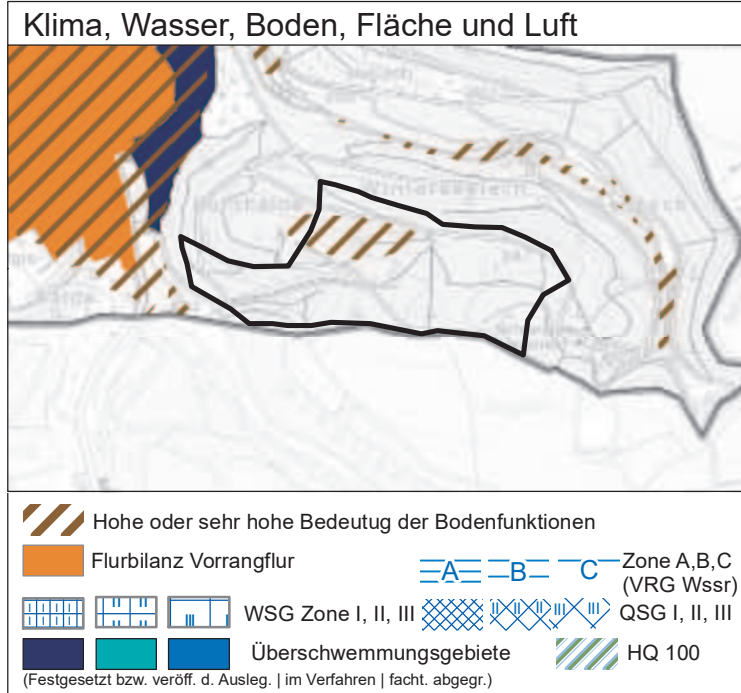 Klima, Wasser, Boden, Fläche und Luft
Hohe oder sehr hohe Bedeutug der Bodenfunktionen
Flurbilanz Vorrangflur
A B C Zone A,B,C
(VRG Wssr)
WSG Zone I, II, III
QSG I, II, III
Überschwemmungsgebiete
HQ 100
(Festgesetzt bzw. veröff. d. Ausleg. | im Verfahren | facht. abgegr.)